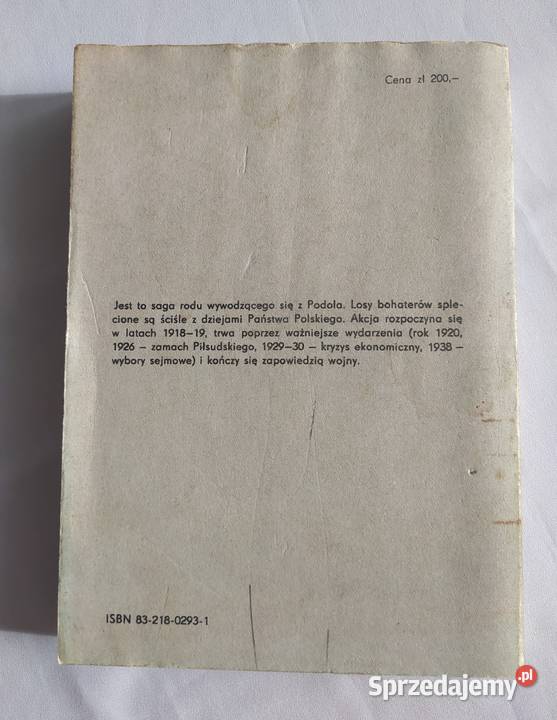 Cena zł 200,–
Jest to saga rodu wywodzącego się z Podola. Losy bohaterów sple-
cione są ściśle z dziejami Państwa Polskiego. Akcja rozpoczyna się
w latach 1918–19, trwa poprzez ważniejsze wydarzenia (rok 1920,
1926 – zamach Piłsudskiego, 1929–30 – kryzys ekonomiczny, 1938 –
wybory sejmowe) i kończy się zapowiedzią wojny.
ISBN 83-218-0293-1
Sprzedajemy.pl